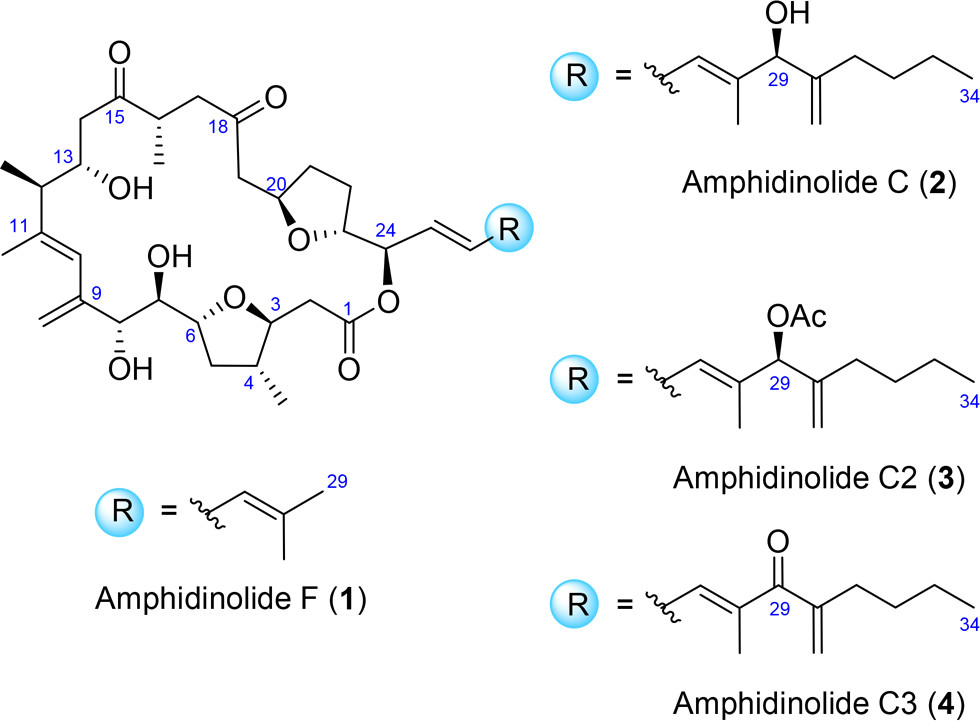 OH
R
=
29
34
Amphidinolide C (2)
O
15
18
O
13
OH
20
O
24
R
11
9
OH
O
3
1
O
6
4
OH
O
OAc
R
=
29
34
Amphidinolide C2 (3)
R
=
29
Amphidinolide F (1)
O
R
=
29
34
Amphidinolide C3 (4)